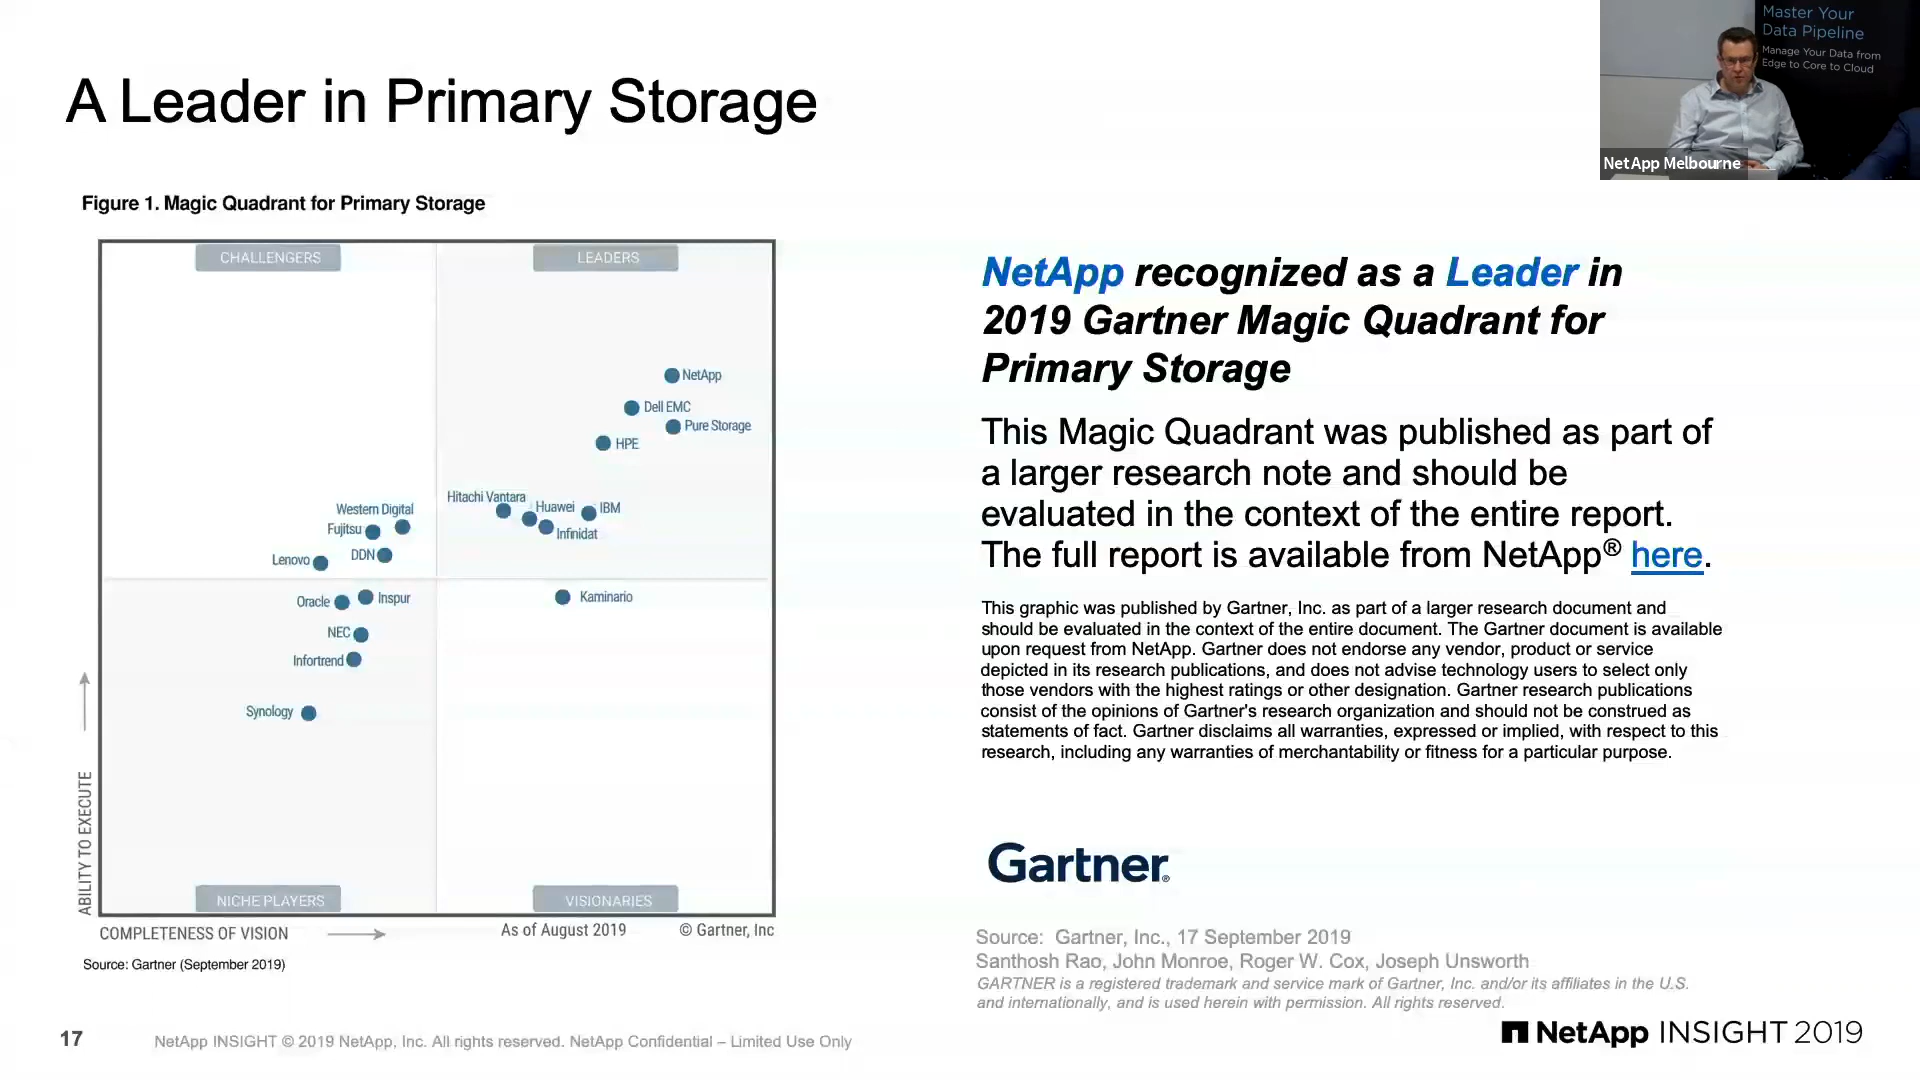 Master Your
Data Pipeline
Manage Your Data from
Edge to Core to Cloud
NetApp Melbourne
A Leader in Primary Storage
Figure 1. Magic Quadrant for Primary Storage
CHALLENGERS
LEADERS
NetApp
Dell EMC
Pure Storage
HPE
Hitachi Vantara
Huawei
IBM
Infinidat
Western Digital
Fujitsu
DDN
Lenovo
Oracle
Inspur
Kaminario
NEC
Infortrend
Synology
NICHE PLAYERS
VISIONARIES
ABILITY TO EXECUTE
COMPLETENESS OF VISION
As of August 2019
© Gartner, Inc
Source: Gartner (September 2019)
NetApp recognized as a Leader in
2019 Gartner Magic Quadrant for
Primary Storage
This Magic Quadrant was published as part of
a larger research note and should be
evaluated in the context of the entire report.
The full report is available from NetApp® here.
This graphic was published by Gartner, Inc. as part of a larger research document and
should be evaluated in the context of the entire document. The Gartner document is available
upon request from NetApp. Gartner does not endorse any vendor, product or service
depicted in its research publications, and does not advise technology users to select only
those vendors with the highest ratings or other designation. Gartner research publications
consist of the opinions of Gartner's research organization and should not be construed as
statements of fact. Gartner disclaims all warranties, expressed or implied, with respect to this
research, including any warranties of merchantability or fitness for a particular purpose.
Gartner®
Source: Gartner, Inc., 17 September 2019
Santhosh Rao, John Monroe, Roger W. Cox, Joseph Unsworth
GARTNER is a registered trademark and service mark of Gartner, Inc. and/or its affiliates in the U.S.
and internationally, and is used herein with permission. All rights reserved.
17
NetApp INSIGHT © 2019 NetApp, Inc. All rights reserved. NetApp Confidential – Limited Use Only
NetApp INSIGHT 2019